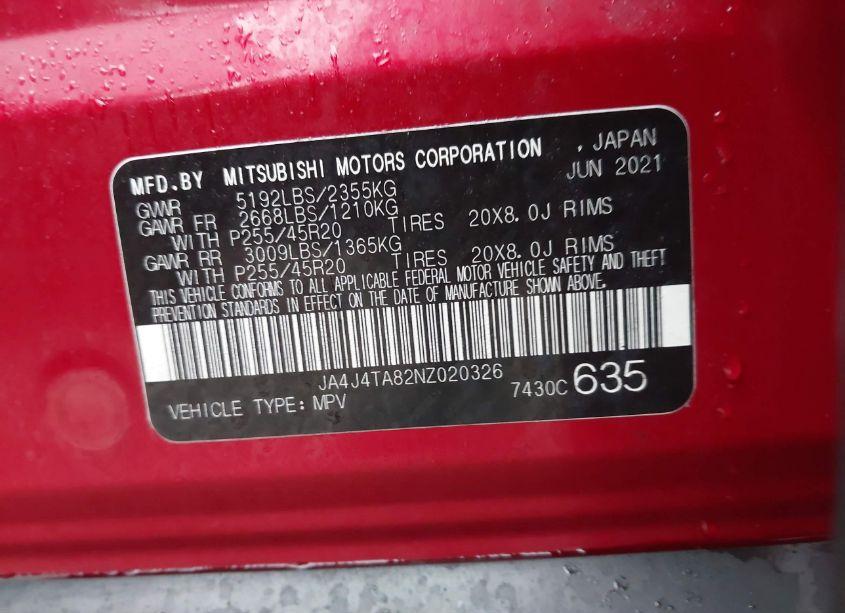 MFD.BY MITSUBISHI MOTORS CORPORATION , JAPAN
GVWR 5192LBS/2355KG JUN 2021
GAWR FR 2668LBS/1210KG
WITH P255/45R20 TIRES 20X8.0J RIMS
GAWR RR 3009LBS/1365KG
WITH P255/45R20 TIRES 20X8.0J RIMS
THIS VEHICLE CONFORMS TO ALL APPLICABLE FEDERAL MOTOR VEHICLE SAFETY AND THEFT
PREVENTION STANDARDS IN EFFECT ON THE DATE OF MANUFACTURE SHOWN ABOVE.
JA4J4TA82NZ020326
VEHICLE TYPE: MPV 7430C 635